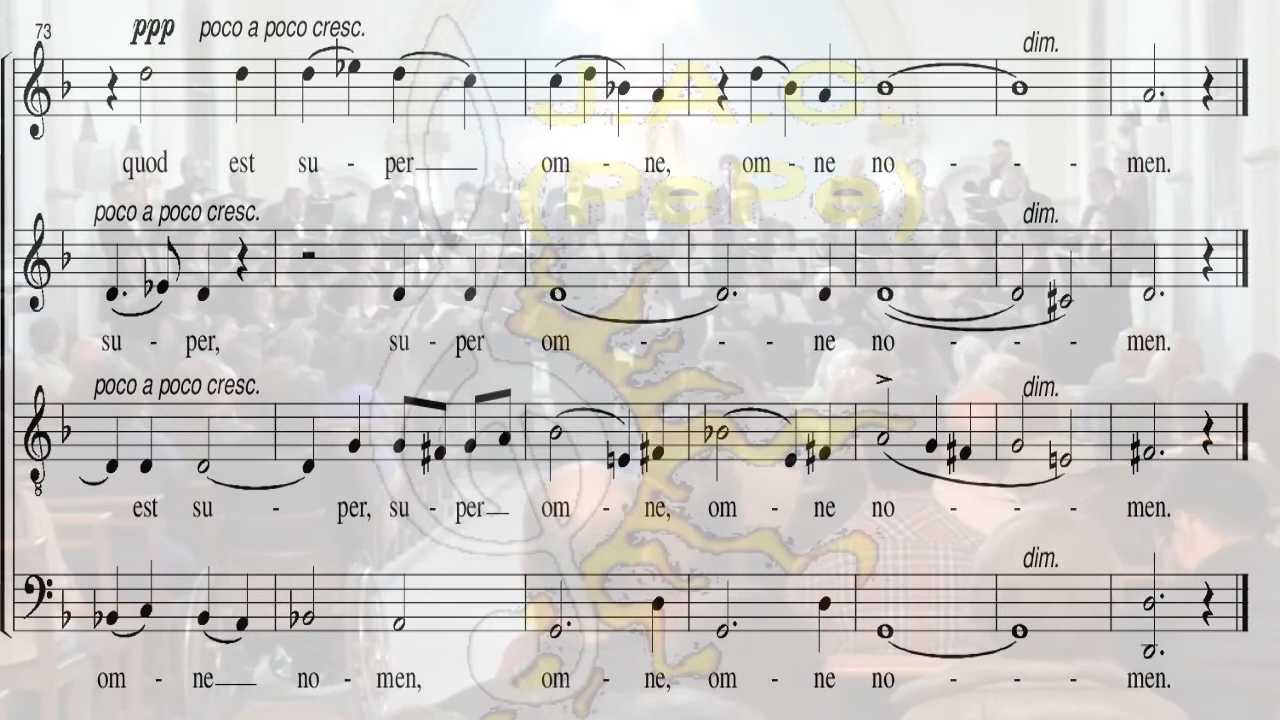 73
ppp poco a poco cresc.
dim.
quod est su - per om - ne, om - ne no - - - men.
poco a poco cresc.
dim.
su - per, su - per om - - - ne no - - - men.
poco a poco cresc.
dim.
8
est su - per, su - per om - ne, om - ne no - - - men.
dim.
om - ne no - men, om - ne, om - ne no - - - men.
J.A.C.
(PePe)